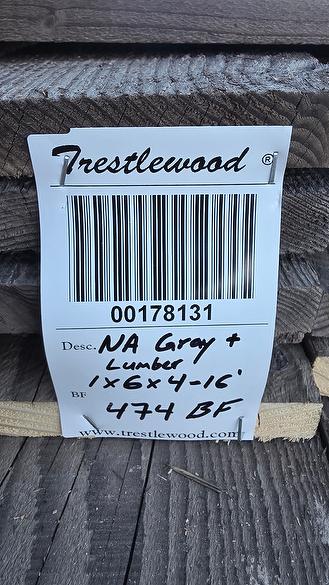 Trestlewood ®
00178131
Desc. NA Gray +
Lumber
1x6x4-16'
BF 474 BF
www.trestlewood.com